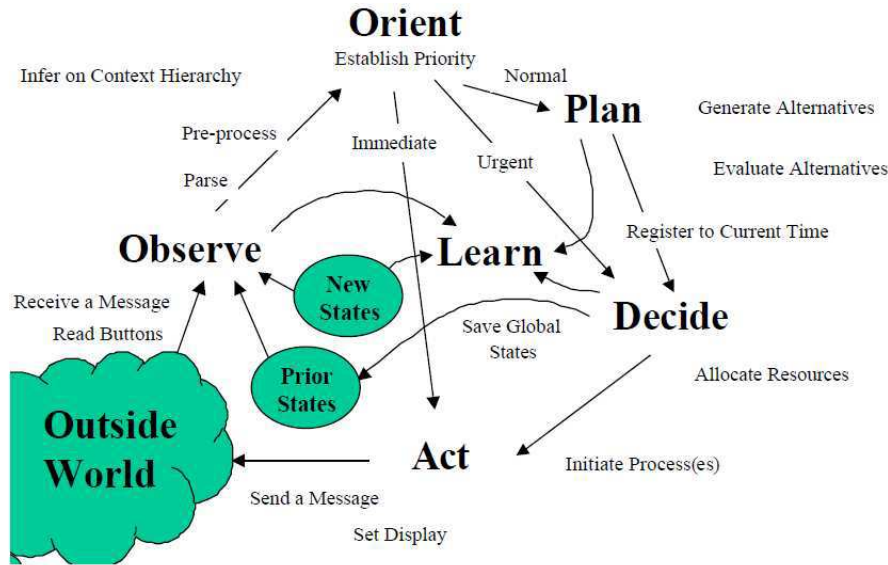 Orient
Establish Priority
Infer on Context Hierarchy
Normal
Plan
Generate Alternatives
Pre-process
Immediate
Urgent
Evaluate Alternatives
Parse
Observe
Learn
Register to Current Time
New
States
Receive a Message
Read Buttons
Save Global
States
Decide
Prior
States
Allocate Resources
Outside
World
Act
Initiate Process(es)
Send a Message
Set Display